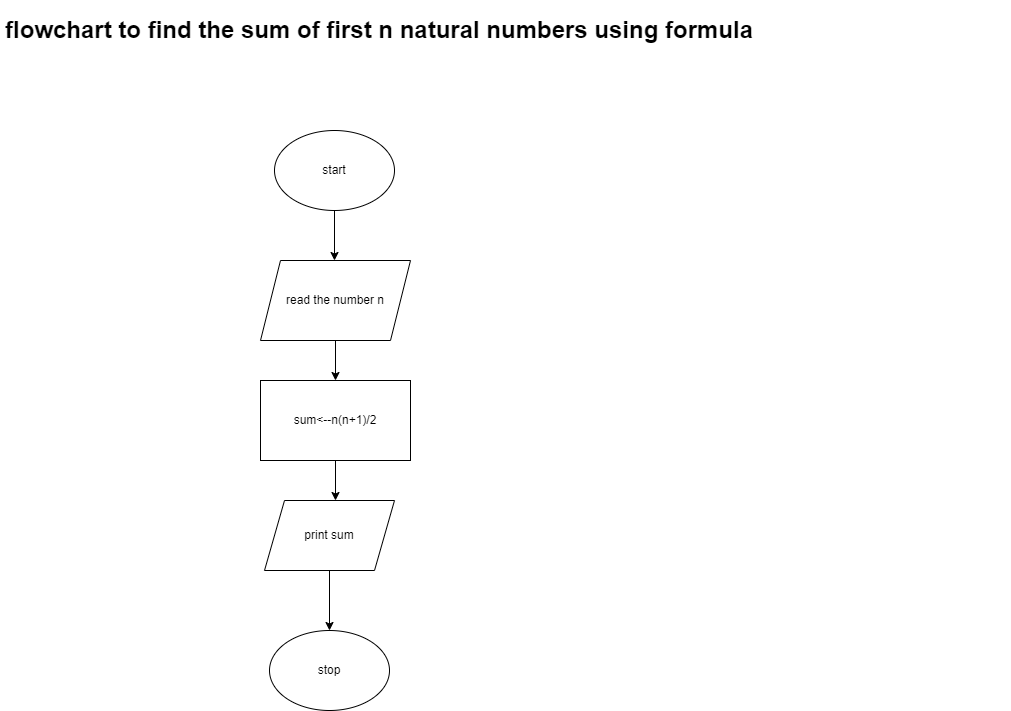 flowchart to find the sum of first n natural numbers using formula
start
read the number n
sum<--n(n+1)/2
print sum
stop